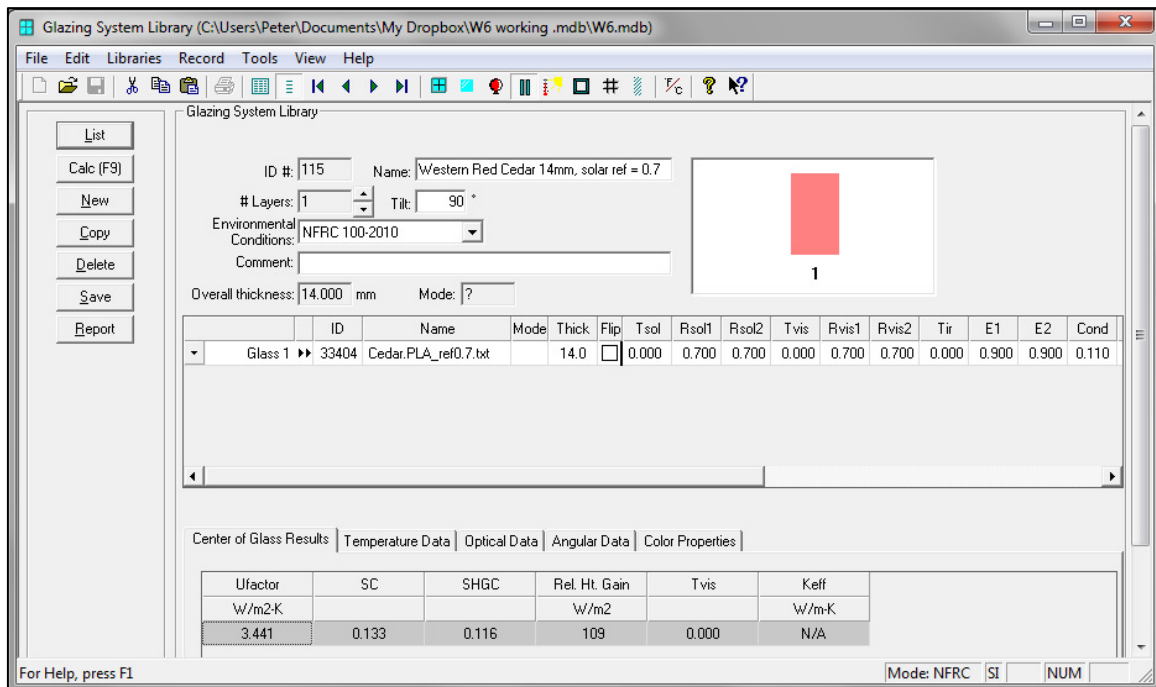 Glazing System Library (C:\Users\Peter\Documents\My Dropbox\W6 working .mdb\W6.mdb)
File Edit Libraries Record Tools View Help
Glazing System Library
List
Calc (F9)
New
Copy
Delete
Save
Report
ID #: 115 Name: Western Red Cedar 14mm, solar ref = 0.7
# Layers: 1 Tilt: 90 °
Environmental
Conditions: NFRC 100-2010
Comment:
Overall thickness: 14.000 mm Mode: ?
1
ID Name Mode Thick Flip Tsol Rsol1 Rsol2 Tvis Rvis1 Rvis2 Tir E1 E2 Cond
Glass 1 33404 Cedar.PLA_ref0.7.txt 14.0 0.000 0.700 0.700 0.000 0.700 0.700 0.000 0.900 0.900 0.110
Center of Glass Results Temperature Data Optical Data Angular Data Color Properties
Ufactor SC SHGC Rel. Ht. Gain Tvis Keff
W/m2-K W/m2 W/m-K
3.441 0.133 0.116 109 0.000 N/A
For Help, press F1 Mode: NFRC SI NUM